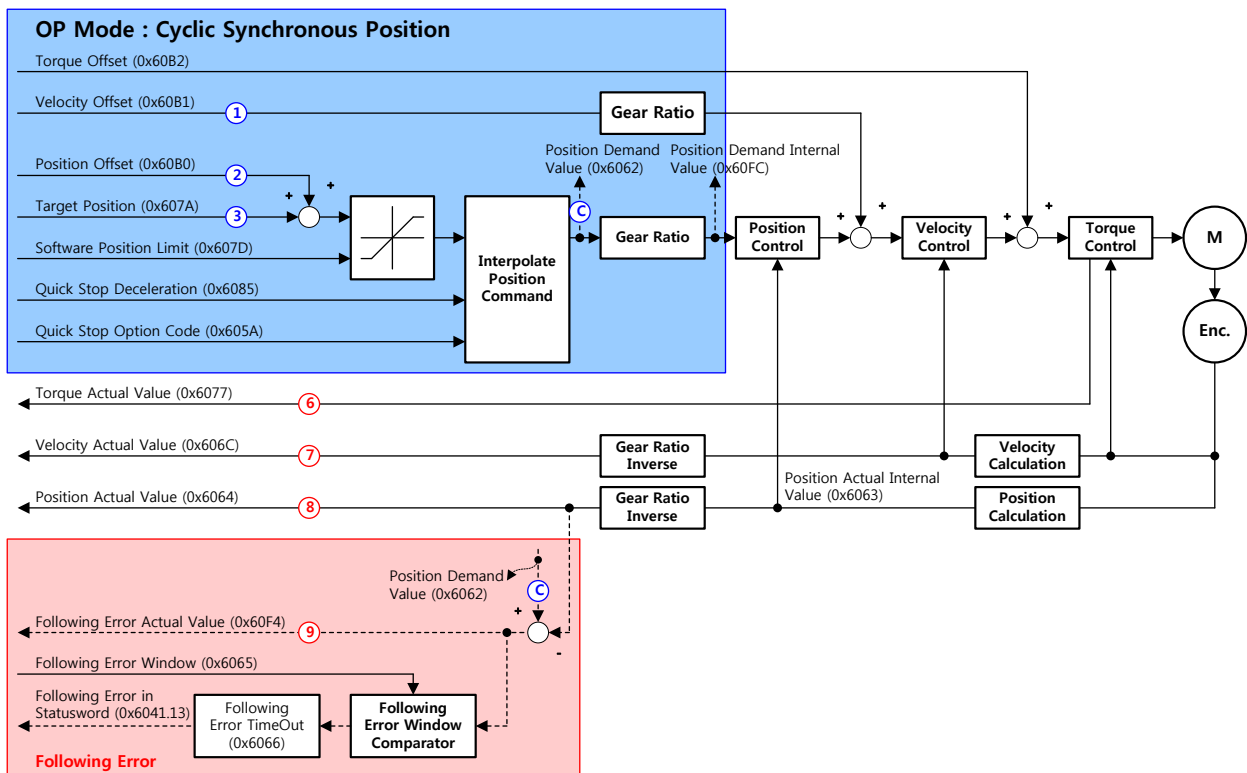 OP Mode : Cyclic Synchronous Position
Torque Offset (0x60B2)
Velocity Offset (0x60B1)
1
Gear Ratio
Position Demand
Value (0x6062)
Position Demand Internal
Value (0x60FC)
Position Offset (0x60B0)
2
+
+
Target Position (0x607A)
3
+
C
+
+
+
+
Software Position Limit (0x607D)
Interpolate
Position
Command
Gear Ratio
Position
Control
Velocity
Control
Torque
Control
M
Quick Stop Deceleration (0x6085)
Quick Stop Option Code (0x605A)
Enc.
Torque Actual Value (0x6077)
6
Velocity Actual Value (0x606C)
7
Gear Ratio
Inverse
Velocity
Calculation
Position Actual Internal
Value (0x6063)
Position Actual Value (0x6064)
8
Gear Ratio
Inverse
Position
Calculation
Position Demand
Value (0x6062)
C
+
-
Following Error Actual Value (0x60F4)
9
Following Error Window (0x6065)
Following Error in
Statusword (0x6041.13)
Following
Error TimeOut
(0x6066)
Following
Error Window
Comparator
Following Error